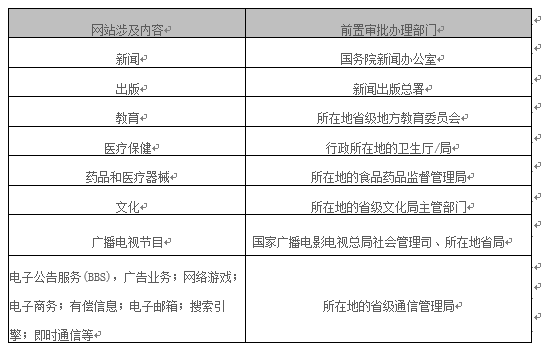 网站涉及内容 前置审批办理部门
新闻 国务院新闻办公室
出版 新闻出版总署
教育 所在地省级地方教育委员会
医疗保健 行政所在地的卫生厅/局
药品和医疗器械 所在地的食品药品监督管理局
文化 所在地的省级文化局主管部门
广播电视节目 国家广播电影电视总局社会管理司、所在地省局
电子公告服务(BBS)，广告业务；网络游戏；
电子商务；有偿信息；电子邮箱；搜索引
擎；即时通信等
所在地的省级通信管理局